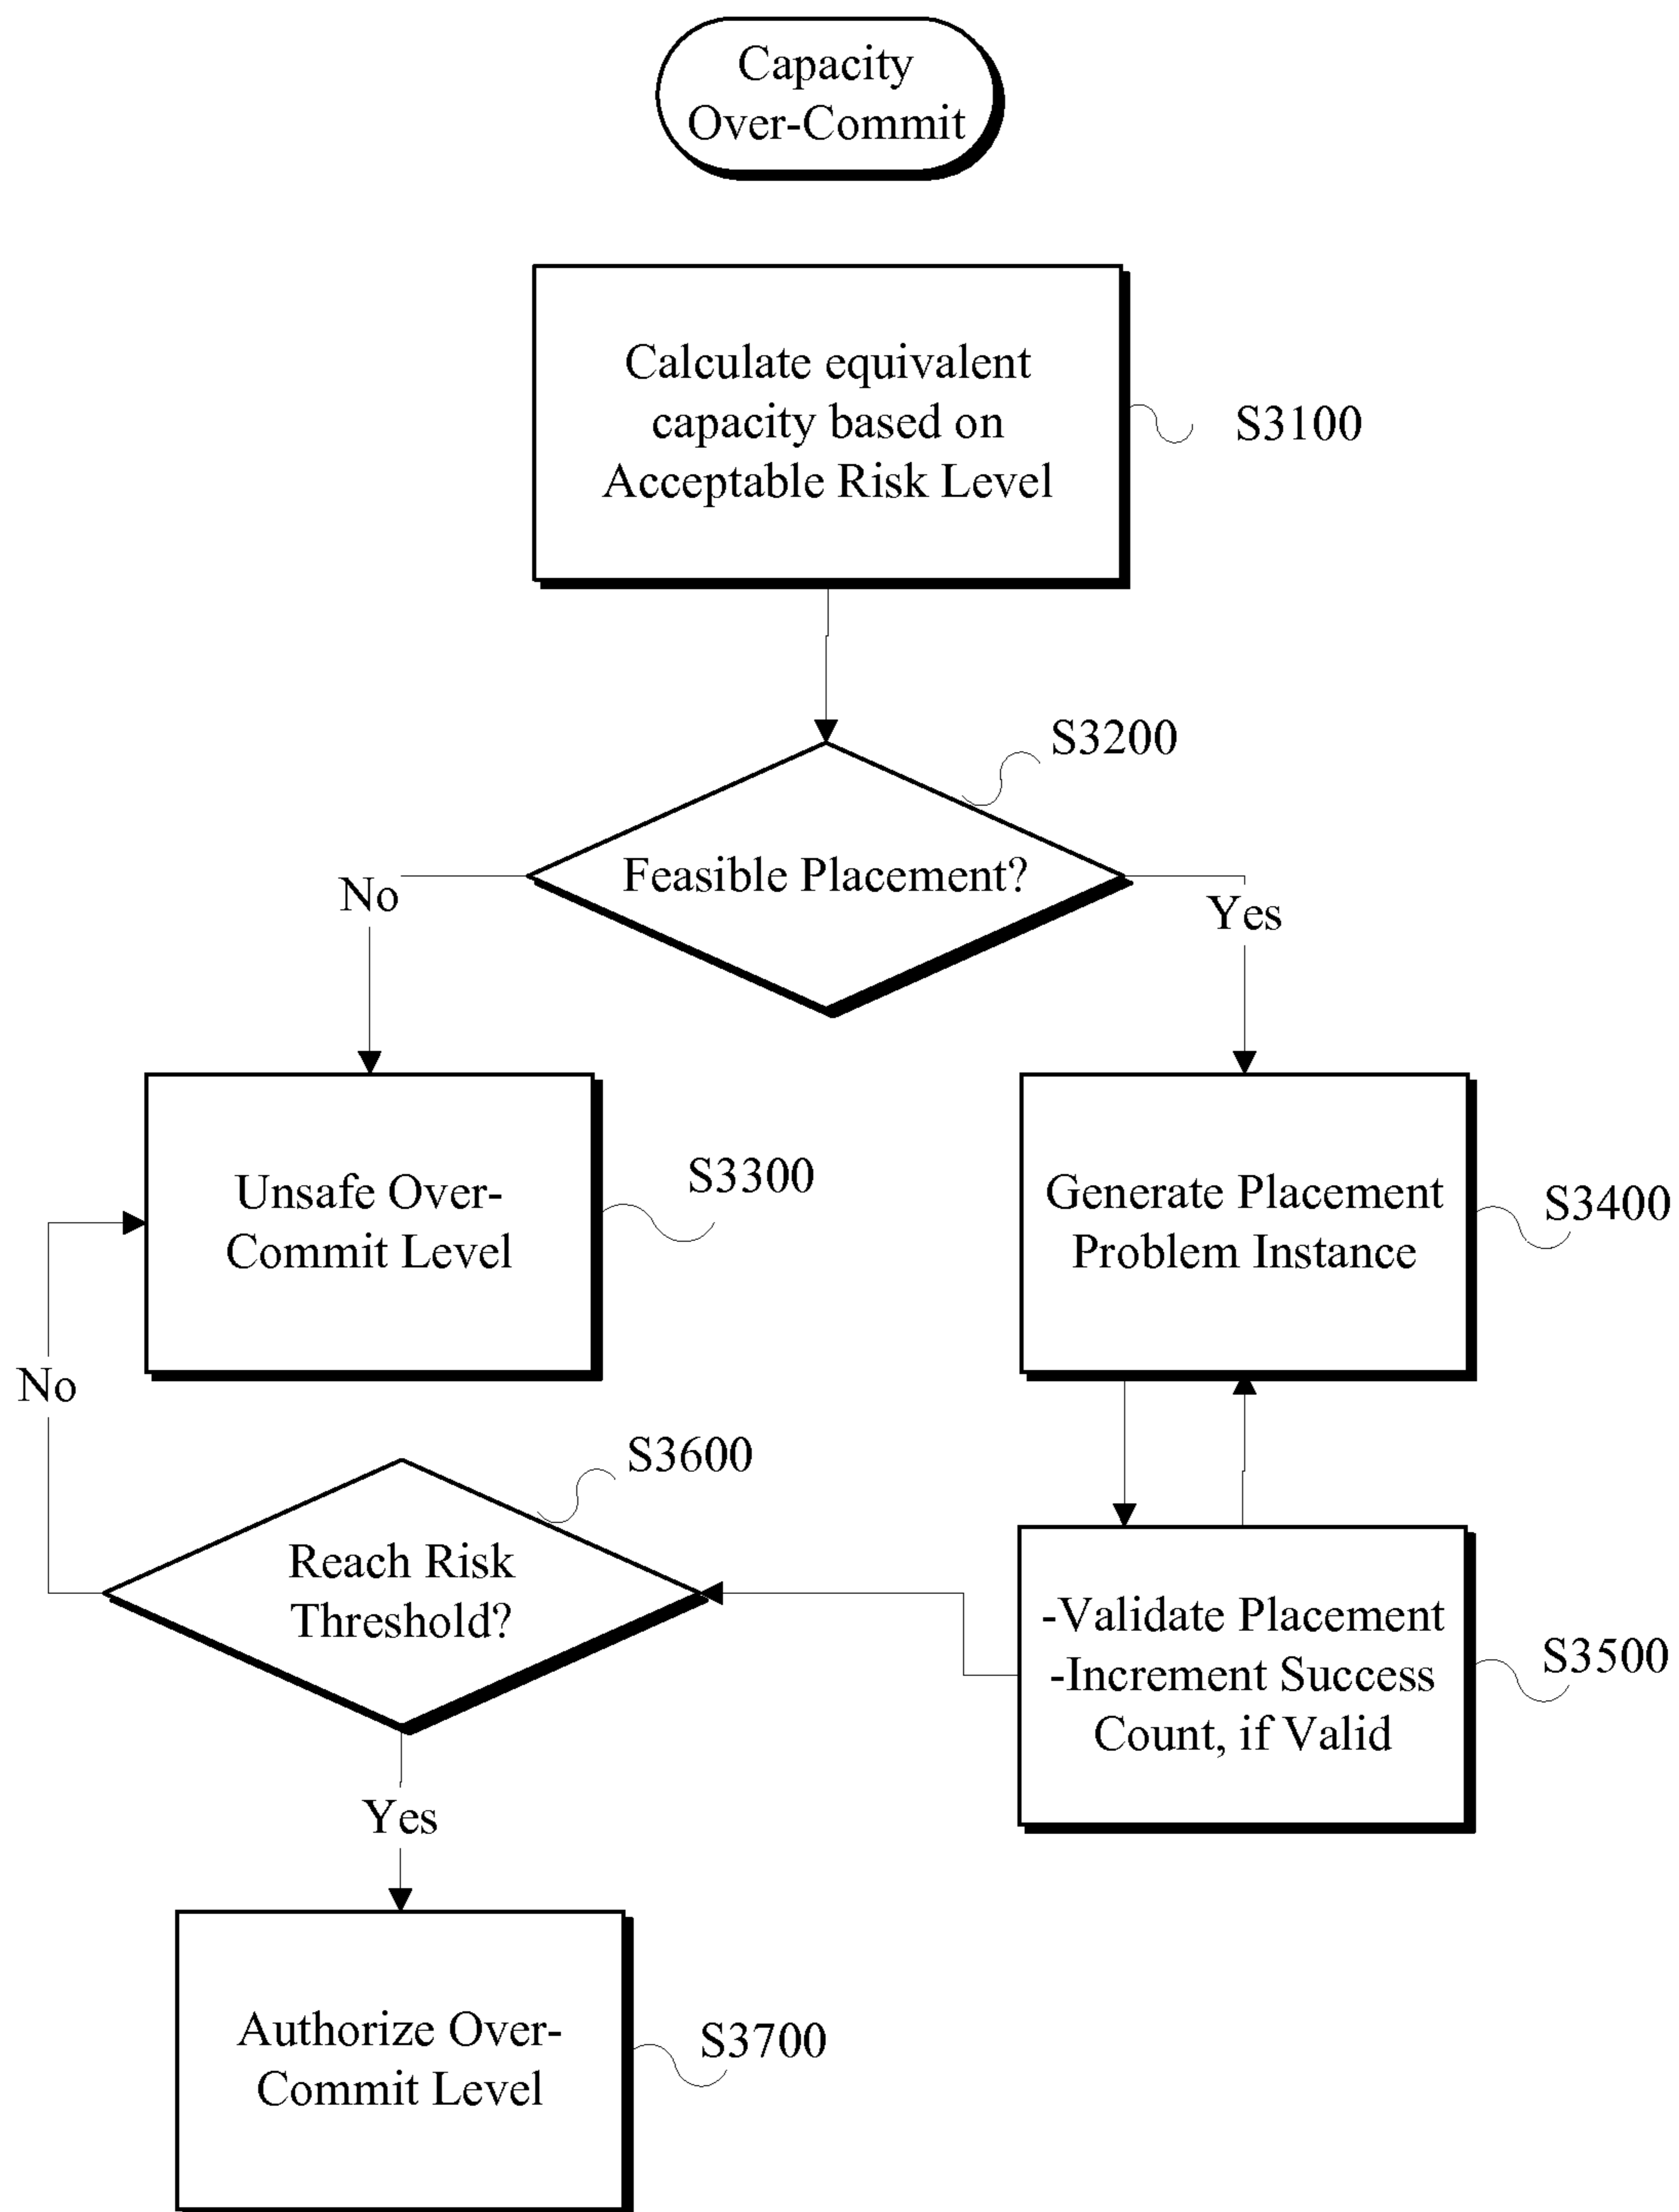 Capacity
Over-Commit
Calculate equivalent
capacity based on
Acceptable Risk Level
S3100
S3200
Feasible Placement?
No
Yes
Unsafe Over-
Commit Level
S3300
Generate Placement
Problem Instance
S3400
No
S3600
Reach Risk
Threshold?
-Validate Placement
-Increment Success
Count, if Valid
S3500
Yes
Authorize Over-
Commit Level
S3700